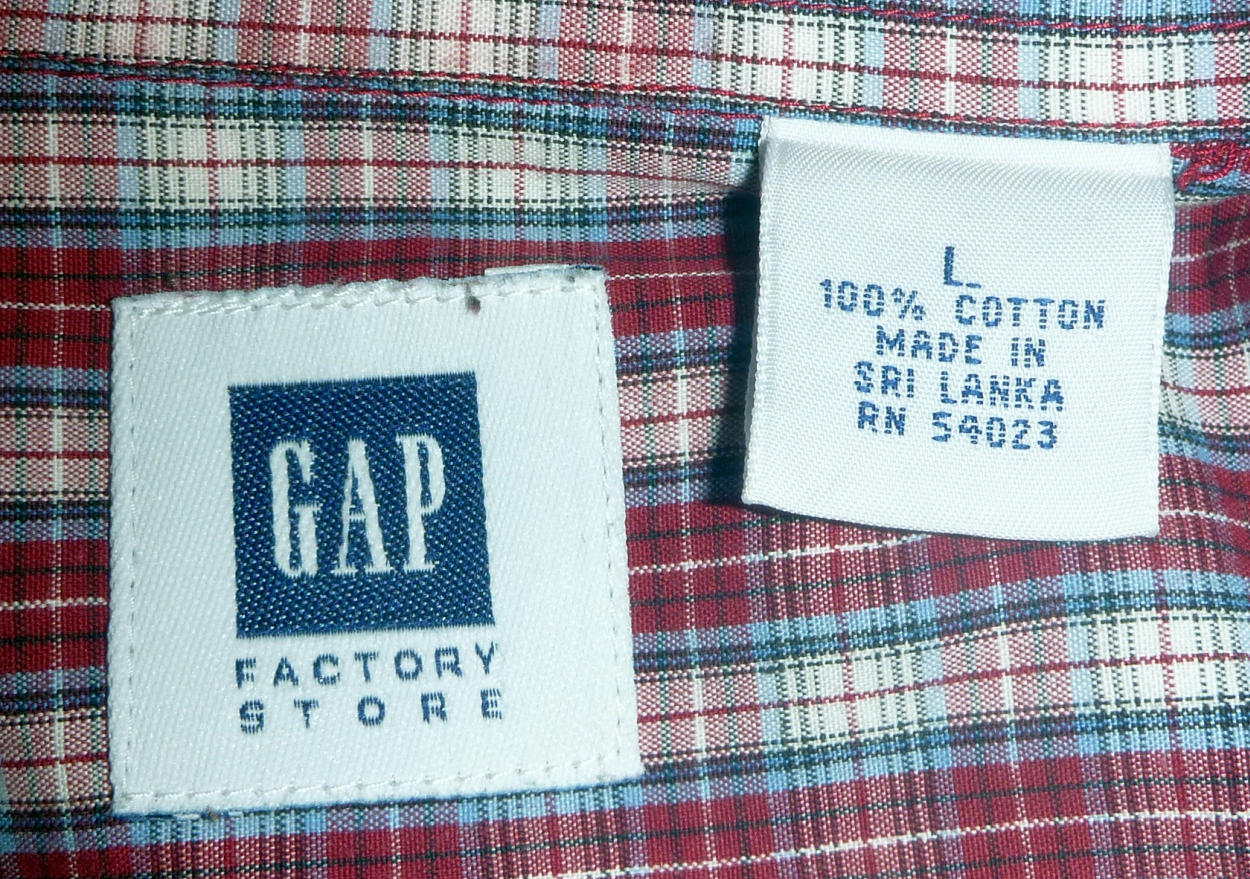 GAP
FACTORY
STORE
L
100% COTTON
MADE IN
SRI LANKA
RN 54023